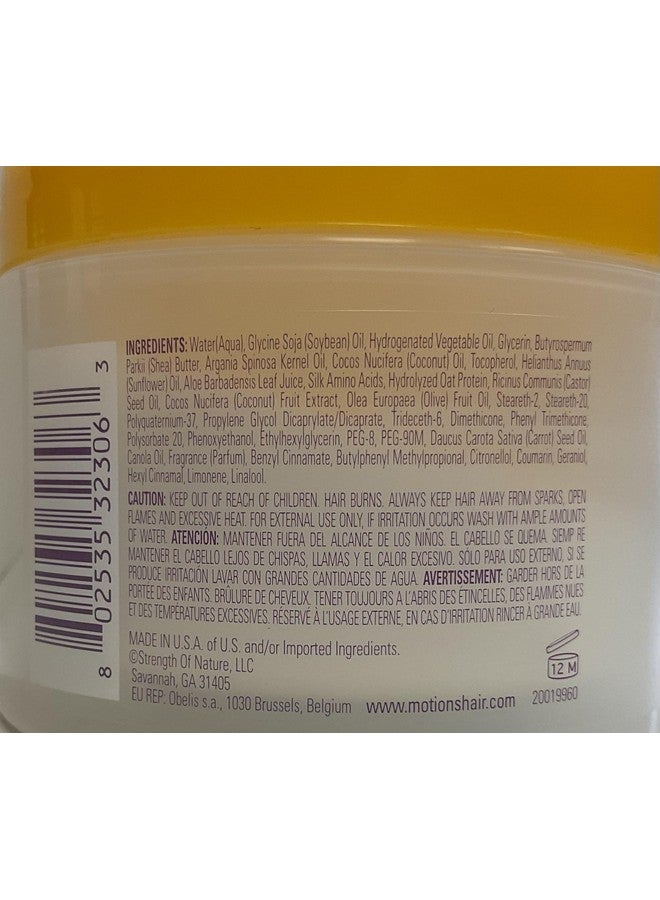 INGREDIENTS: Water(Aqua), Glycine Soja (Soybean) Oil, Hydrogenated Vegetable Oil, Glycerin, Butyrospermum
Parkii (Shea) Butter, Argania Spinosa Kernel Oil, Cocos Nucifera (Coconut) Oil, Tocopherol, Helianthus Annuus
(Sunflower) Oil, Aloe Barbadensis Leaf Juice, Silk Amino Acids, Hydrolyzed Oat Protein, Ricinus Communis (Castor)
Seed Oil, Cocos Nucifera (Coconut) Fruit Extract, Olea Europaea (Olive) Fruit Oil, Steareth-2, Steareth-20,
Polyquaternium-37, Propylene Glycol Dicaprylate/Dicaprate, Trideceth-6, Dimethicone, Phenyl Trimethicone,
Polysorbate 20, Phenoxyethanol, Ethylhexylglycerin, PEG-8, PEG-90M, Daucus Carota Sativa (Carrot) Seed Oil,
Canola Oil, Fragrance (Parfum), Benzyl Cinnamate, Butylphenyl Methylpropional, Citronellol, Coumarin, Geraniol,
Hexyl Cinnamal, Limonene, Linalool.
CAUTION: KEEP OUT OF REACH OF CHILDREN. HAIR BURNS. ALWAYS KEEP HAIR AWAY FROM SPARKS, OPEN
FLAMES AND EXCESSIVE HEAT. FOR EXTERNAL USE ONLY, IF IRRITATION OCCURS WASH WITH AMPLE AMOUNTS
OF WATER. ATENCIÓN: MANTENER FUERA DEL ALCANCE DE LOS NIÑOS. EL CABELLO SE QUEMA. SIEMP RE
MANTENER EL CABELLO LEJOS DE CHISPAS, LLAMAS Y EL CALOR EXCESIVO. SÓLO PARA USO EXTERNO, SI SE
PRODUCE IRRITACIÓN LAVAR CON GRANDES CANTIDADES DE AGUA. AVERTISSEMENT: GARDER HORS DE LA
PORTÉE DES ENFANTS. BRÛLURE DE CHEVEUX. TENIR TOUJOURS A L'ABRIS DES ÉTINCELLES, DES FLAMMES NUES
ET DES TEMPÉRATURES EXCESSIVES. RÉSERVÉ À L'USAGE EXTERNE, EN CAS D'IRRITATION RINCER A GRANDE EAU.
MADE IN U.S.A. of U.S. and/or Imported Ingredients.
©Strength Of Nature, LLC
Savannah, GA 31405
EU REP: Obelis s.a., 1030 Brussels, Belgium www.motionshair.com 20019960
12 M
8 02535 32306 3